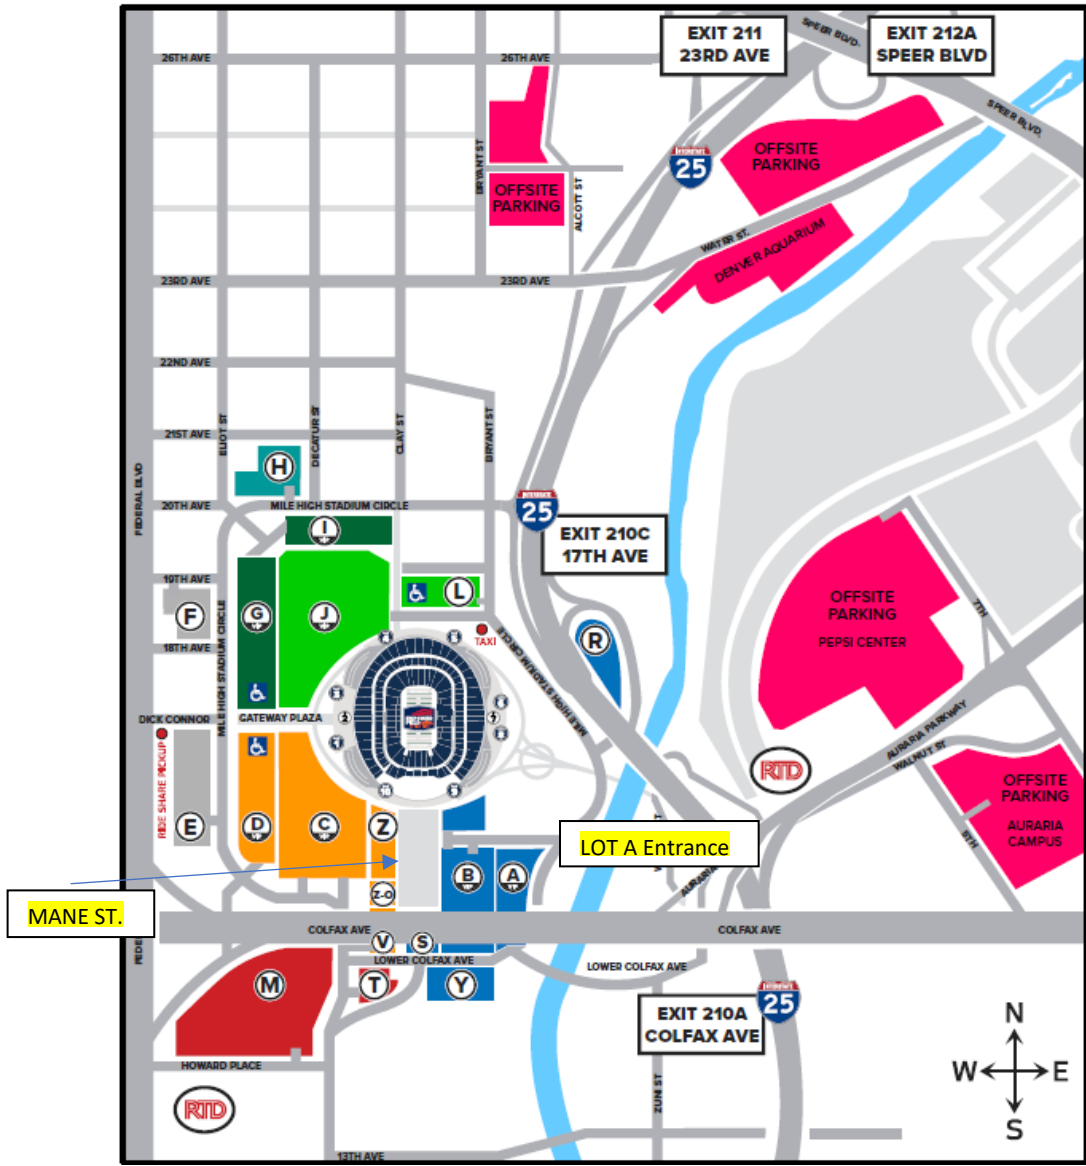 EXIT 211
23RD AVE
EXIT 212A
SPEER BLVD
SPEER BLVD.
26TH AVE
26TH AVE
SPEER BLVD.
OFFSITE
PARKING
INTERSTATE
25
BRYANT ST
OFFSITE
PARKING
ALCOTT ST
WATER ST.
DENVER AQUARIUM
23RD AVE
23RD AVE
22ND AVE
ELIOT ST
DECATUR ST
CLAY ST
BRYANT ST
21ST AVE
FEDERAL BLVD
H
20TH AVE
MILE HIGH STADIUM CIRCLE
INTERSTATE
25
EXIT 210C
17TH AVE
I
19TH AVE
F
G
J
L
TAXI
R
OFFSITE
PARKING
PEPSI CENTER
7TH
18TH AVE
MILE HIGH STADIUM CIRCLE
MILE HIGH STADIUM CIRCLE
DICK CONNOR
GATEWAY PLAZA
RIDE SHARE PICKUP
AURARIA PARKWAY
WALNUT ST
RTD
OFFSITE
PARKING
AURARIA
CAMPUS
5TH
E
D
C
Z
LOT A Entrance
B
A
AURARIA
Z-O
MANE ST.
COLFAX AVE
COLFAX AVE
V
S
LOWER COLFAX AVE
LOWER COLFAX AVE
M
T
Y
INTERSTATE
25
EXIT 210A
COLFAX AVE
HOWARD PLACE
ZUNI ST
RTD
13TH AVE
N
W
E
S